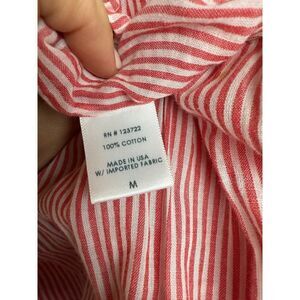 RN # 123722
100% COTTON
MADE IN USA
W/ IMPORTED FABRIC
M